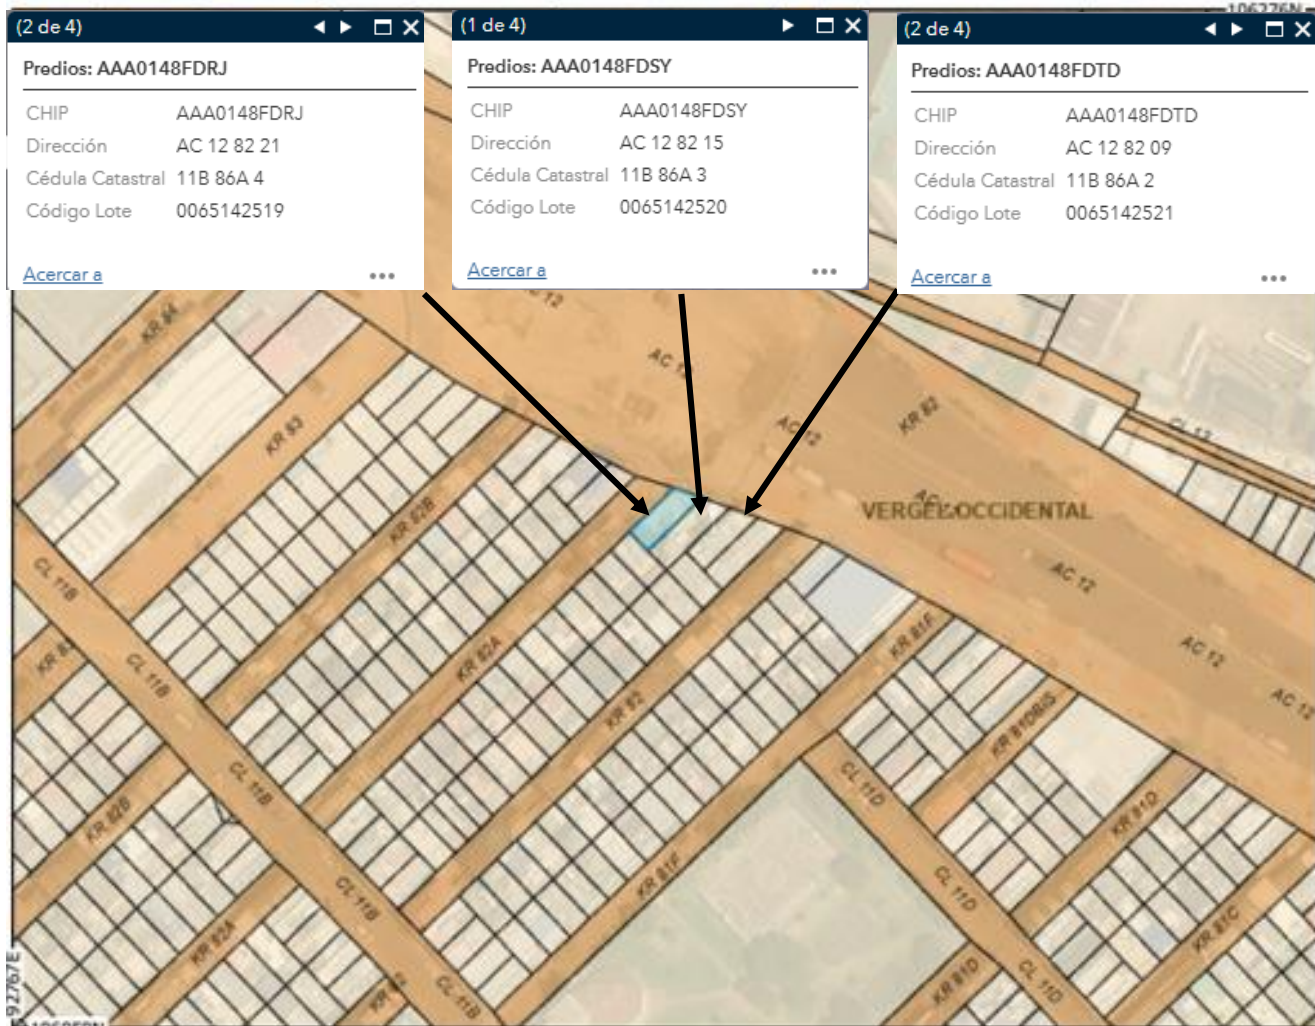 (2 de 4)
Predios: AAA0148FDRJ
CHIP AAA0148FDRJ
Dirección AC 12 82 21
Cédula Catastral 11B 86A 4
Código Lote 0065142519
Acercar a
(1 de 4)
Predios: AAA0148FDSY
CHIP AAA0148FDSY
Dirección AC 12 82 15
Cédula Catastral 11B 86A 3
Código Lote 0065142520
Acercar a
(2 de 4)
Predios: AAA0148FDTD
CHIP AAA0148FDTD
Dirección AC 12 82 09
Cédula Catastral 11B 86A 2
Código Lote 0065142521
Acercar a
KR 84
AC 12
KR 83
AC 12
KR 82
CL 12
VERGEL OCCIDENTAL
KR 82B
AC 12
CL 11B
KR 81F
AC 12
CL 11B
KR 82A
KR 82
KR 81DBIS
CL 11B
CL 11D
KR 81D
KR 82B
KR 81F
CL 11B
CL 11D
KR 82A
KR 81C
CL 11B
KR 81D
CL 11D